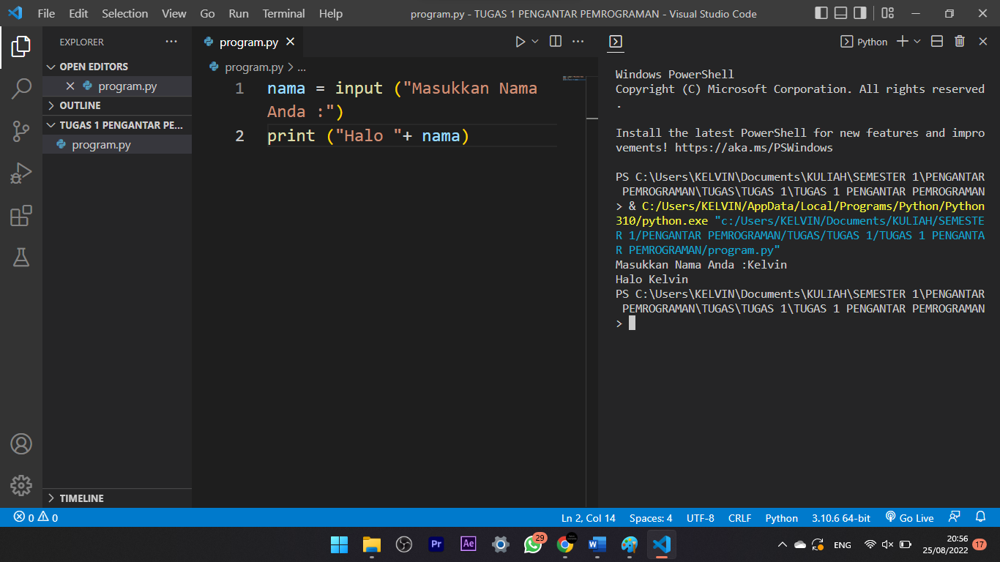 File Edit Selection View Go Run Terminal Help program.py - TUGAS 1 PENGANTAR PEMROGRAMAN - Visual Studio Code
EXPLORER
OPEN EDITORS
program.py
OUTLINE
TUGAS 1 PENGANTAR PE...
program.py
TIMELINE
program.py
program.py > ...
1 nama = input ("Masukkan Nama
Anda :")
2 print ("Halo "+ nama)
Python
Windows PowerShell
Copyright (C) Microsoft Corporation. All rights reserved
.
Install the latest PowerShell for new features and impro
vements! https://aka.ms/PSWindows
PS C:\Users\KELVIN\Documents\KULIAH\SEMESTER 1\PENGANTAR
PEMROGRAMAN\TUGAS\TUGAS 1\TUGAS 1 PENGANTAR PEMROGRAMAN
> & C:/Users/KELVIN/AppData/Local/Programs/Python/Python
310/python.exe "c:/Users/KELVIN/Documents/KULIAH/SEMESTE
R 1/PENGANTAR PEMROGRAMAN/TUGAS/TUGAS 1/TUGAS 1 PENGANTA
R PEMROGRAMAN/program.py"
Masukkan Nama Anda :Kelvin
Halo Kelvin
PS C:\Users\KELVIN\Documents\KULIAH\SEMESTER 1\PENGANTAR
PEMROGRAMAN\TUGAS\TUGAS 1\TUGAS 1 PENGANTAR PEMROGRAMAN
>
0 0 Ln 2, Col 14 Spaces: 4 UTF-8 CRLF Python 3.10.6 64-bit Go Live
Pr Ae 29 W ENG 20:56
25/08/2022 17